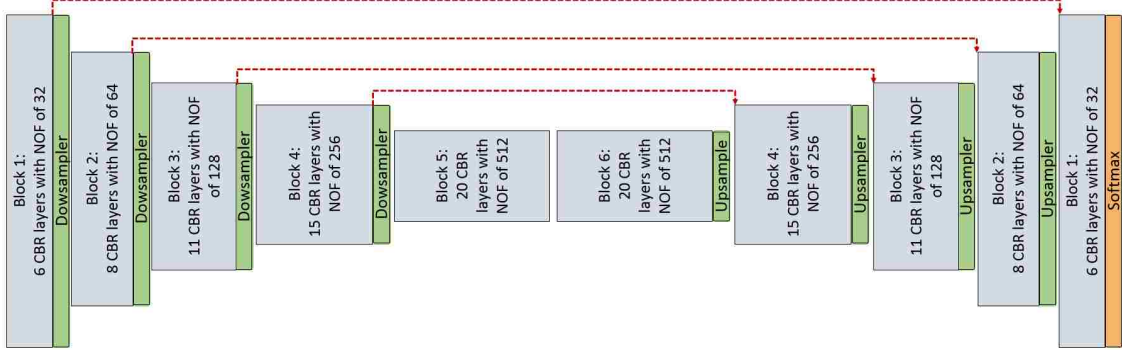 Block 1:
6 CBR layers with NOF of 32
Dowsampler
Block 2:
8 CBR layers with NOF of 64
Dowsampler
Block 3:
11 CBR layers with NOF
of 128
Dowsampler
Block 4:
15 CBR layers with
NOF of 256
Dowsampler
Block 5:
20 CBR
layers with
NOF of 512
Block 6:
20 CBR
layers with
NOF of 512
Upsample
Block 4:
15 CBR layers with
NOF of 256
Upsampler
Block 3:
11 CBR layers with NOF
of 128
Upsampler
Block 2:
8 CBR layers with NOF of 64
Upsampler
Block 1:
6 CBR layers with NOF of 32
Softmax